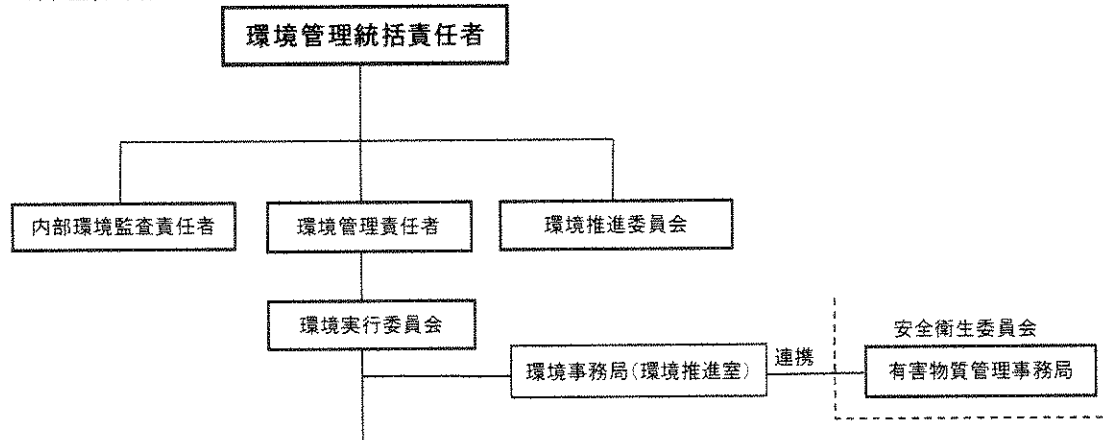 環境管理統括責任者
内部環境監査責任者
環境管理責任者
環境推進委員会
環境実行委員会
安全衛生委員会
環境事務局(環境推進室)
連携
有害物質管理事務局